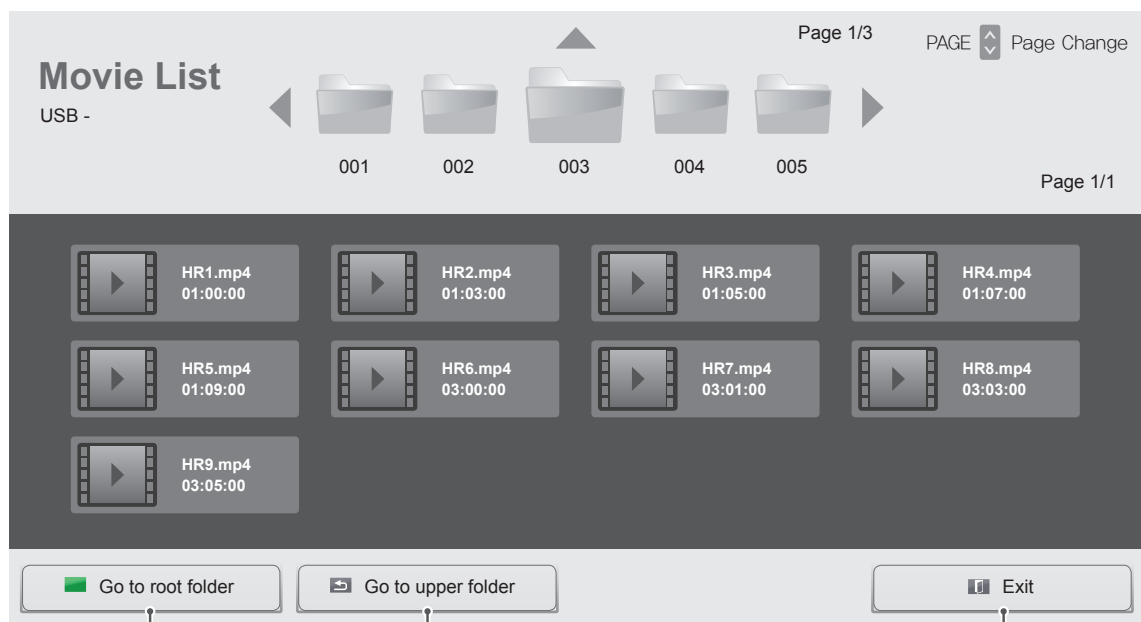 Page 1/3
PAGE Page Change
Movie List
USB -
001 002 003 004 005
Page 1/1
HR1.mp4
01:00:00
HR2.mp4
01:03:00
HR3.mp4
01:05:00
HR4.mp4
01:07:00
HR5.mp4
01:09:00
HR6.mp4
03:00:00
HR7.mp4
03:01:00
HR8.mp4
03:03:00
HR9.mp4
03:05:00
Go to root folder
Go to upper folder
Exit